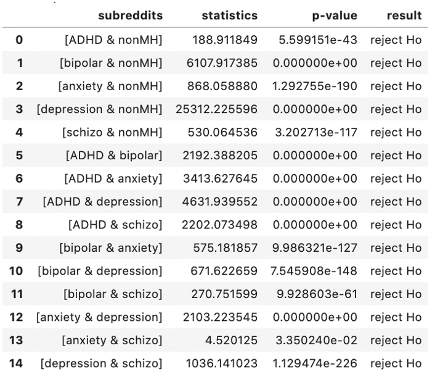 subreddits statistics p-value result
0 [ADHD & nonMH] 188.911849 5.599151e-43 reject Ho
1 [bipolar & nonMH] 6107.917385 0.000000e+00 reject Ho
2 [anxiety & nonMH] 868.058880 1.292755e-190 reject Ho
3 [depression & nonMH] 25312.225596 0.000000e+00 reject Ho
4 [schizo & nonMH] 530.064536 3.202713e-117 reject Ho
5 [ADHD & bipolar] 2192.388205 0.000000e+00 reject Ho
6 [ADHD & anxiety] 3413.627645 0.000000e+00 reject Ho
7 [ADHD & depression] 4631.939552 0.000000e+00 reject Ho
8 [ADHD & schizo] 2202.073498 0.000000e+00 reject Ho
9 [bipolar & anxiety] 575.181857 9.986321e-127 reject Ho
10 [bipolar & depression] 671.622659 7.545908e-148 reject Ho
11 [bipolar & schizo] 270.751599 9.928603e-61 reject Ho
12 [anxiety & depression] 2103.223545 0.000000e+00 reject Ho
13 [anxiety & schizo] 4.520125 3.350240e-02 reject Ho
14 [depression & schizo] 1036.141023 1.129474e-226 reject Ho